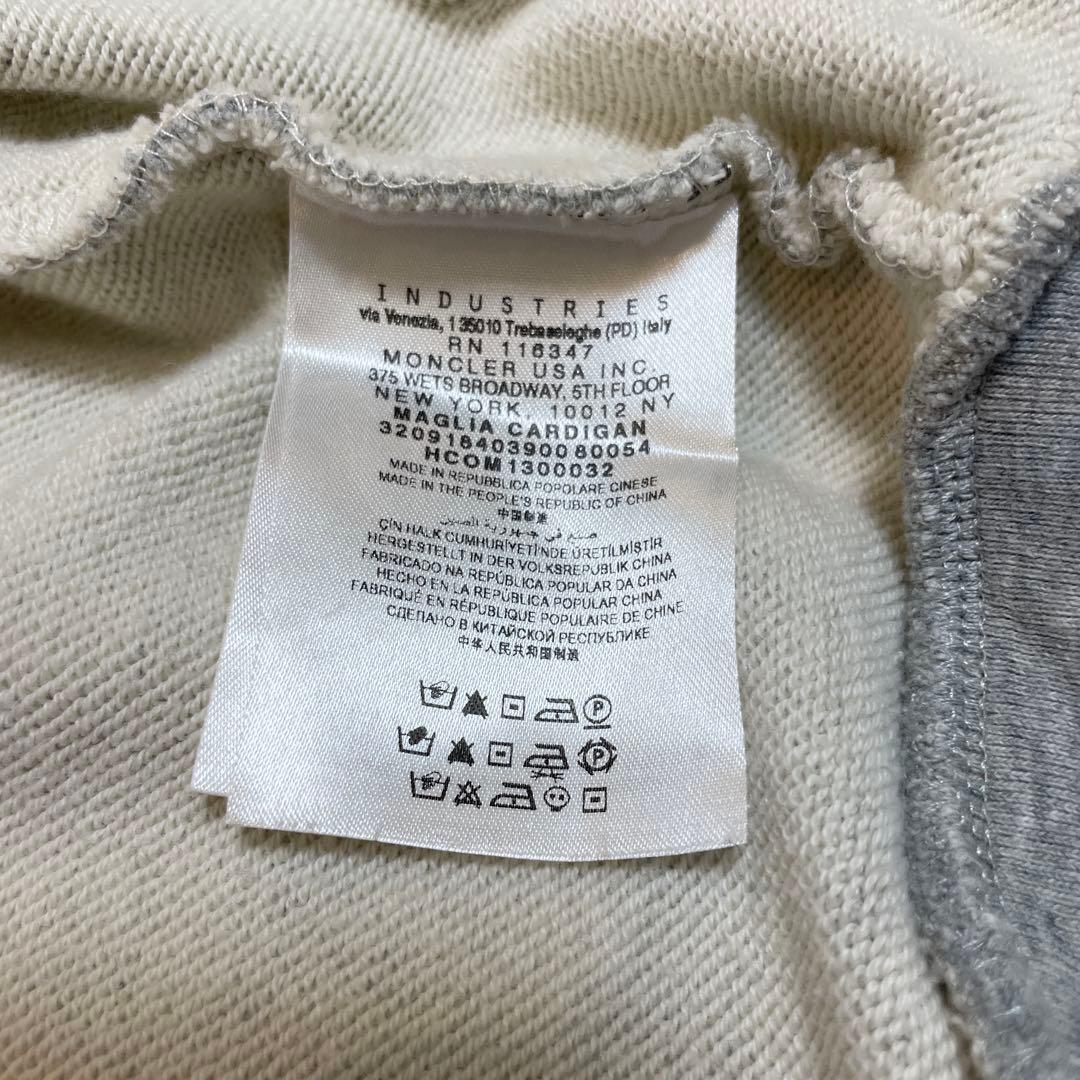 INDUSTRIES
via Venezia, 1 35010 Trebaseleghe (PD) Italy
RN 116347
MONCLER USA INC.
375 WETS BROADWAY, 5TH FLOOR
NEW YORK, 10012 NY
MAGLIA CARDIGAN
320918403900 80054
HCOM1300032
MADE IN REPUBBLICA POPOLARE CINESE
MADE IN THE PEOPLE'S REPUBLIC OF CHINA
中国制造
صنع في جمهورية الصين
ÇİN HALK CUMHURİYETİ'NDE ÜRETİLMİŞTİR
HERGESTELLT IN DER VOLKSREPUBLIK CHINA
FABRICADO NA REPÚBLICA POPULAR DA CHINA
HECHO EN LA REPÚBLICA POPULAR CHINA
FABRIQUÉ EN RÉPUBLIQUE POPULAIRE DE CHINE
СДЕЛАНО В КИТАЙСКОЙ РЕСПУБЛИКЕ
中华人民共和国制造
P
P